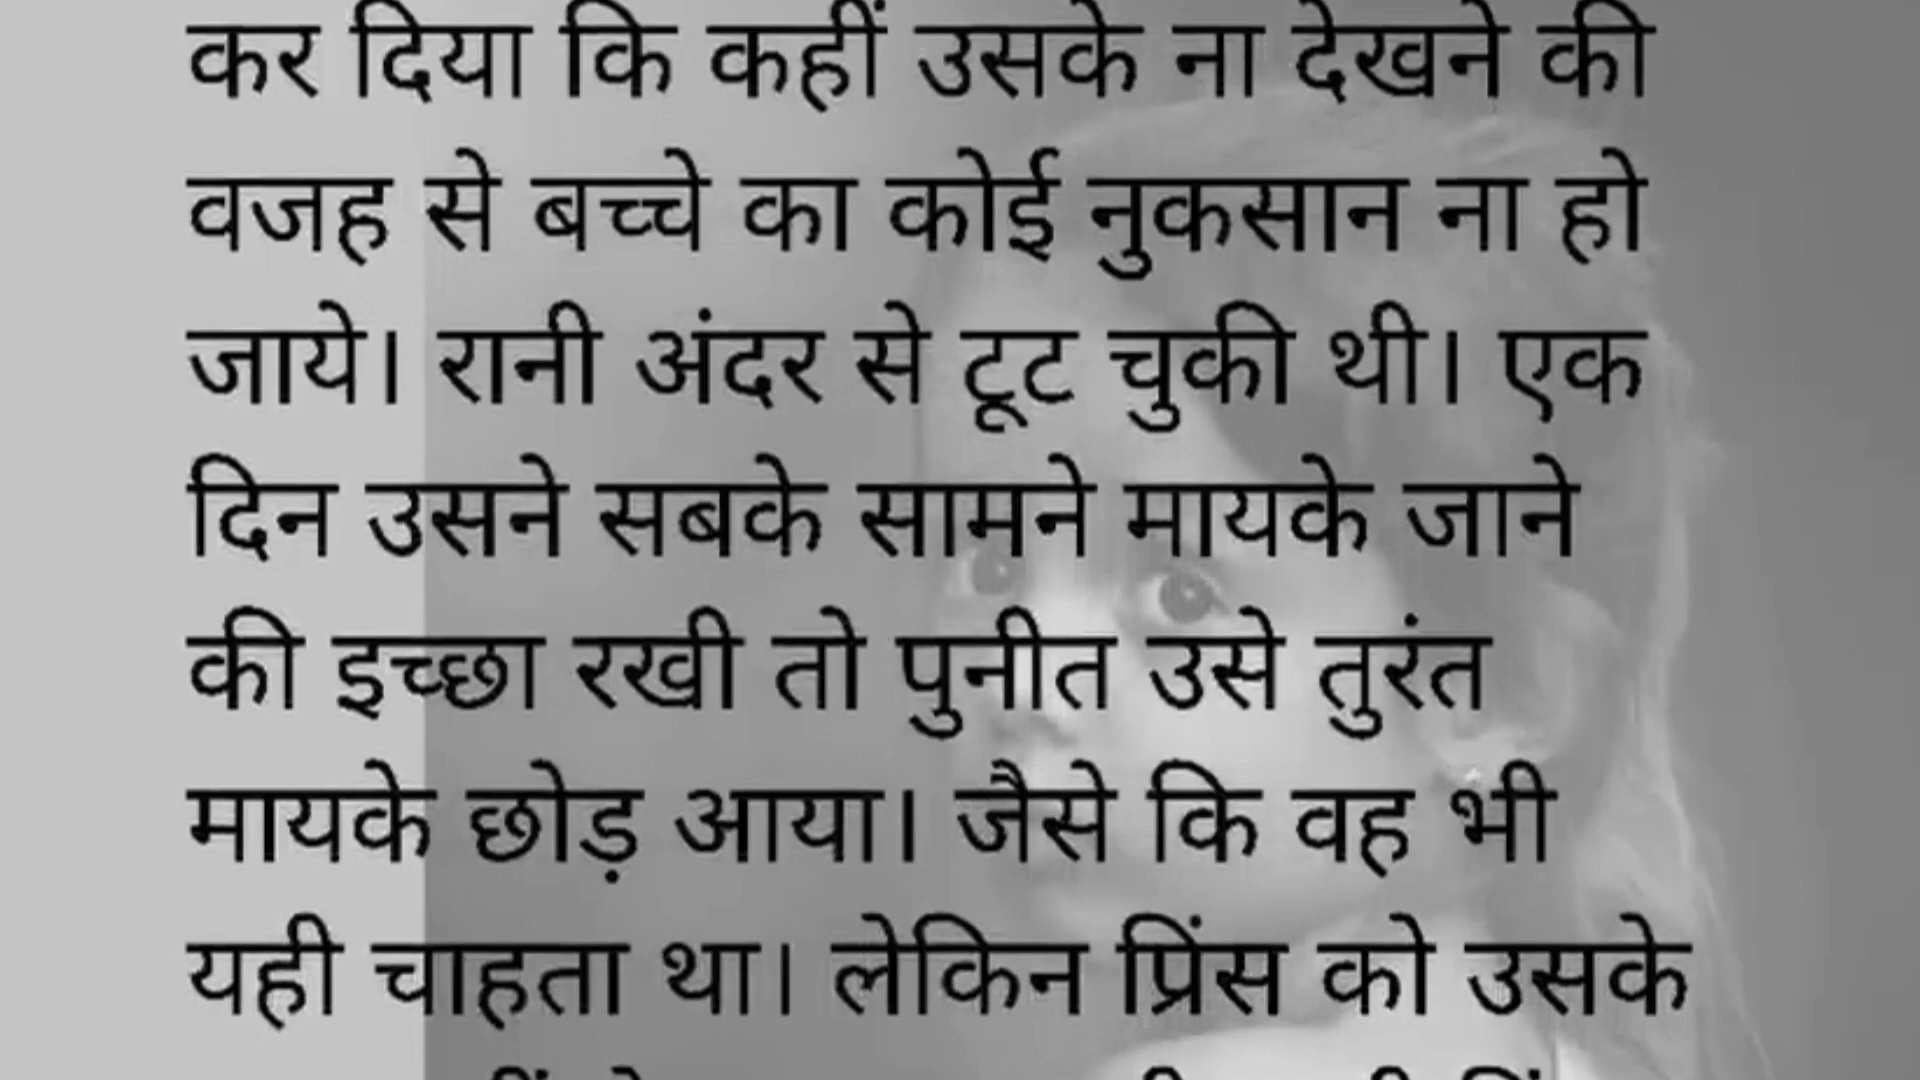 कर दिया कि कहीं उसके ना देखने की
वजह से बच्चे का कोई नुकसान ना हो
जाये। रानी अंदर से टूट चुकी थी। एक
दिन उसने सबके सामने मायके जाने
की इच्छा रखी तो पुनीत उसे तुरंत
मायके छोड़ आया। जैसे कि वह भी
यही चाहता था। लेकिन प्रिंस को उसके